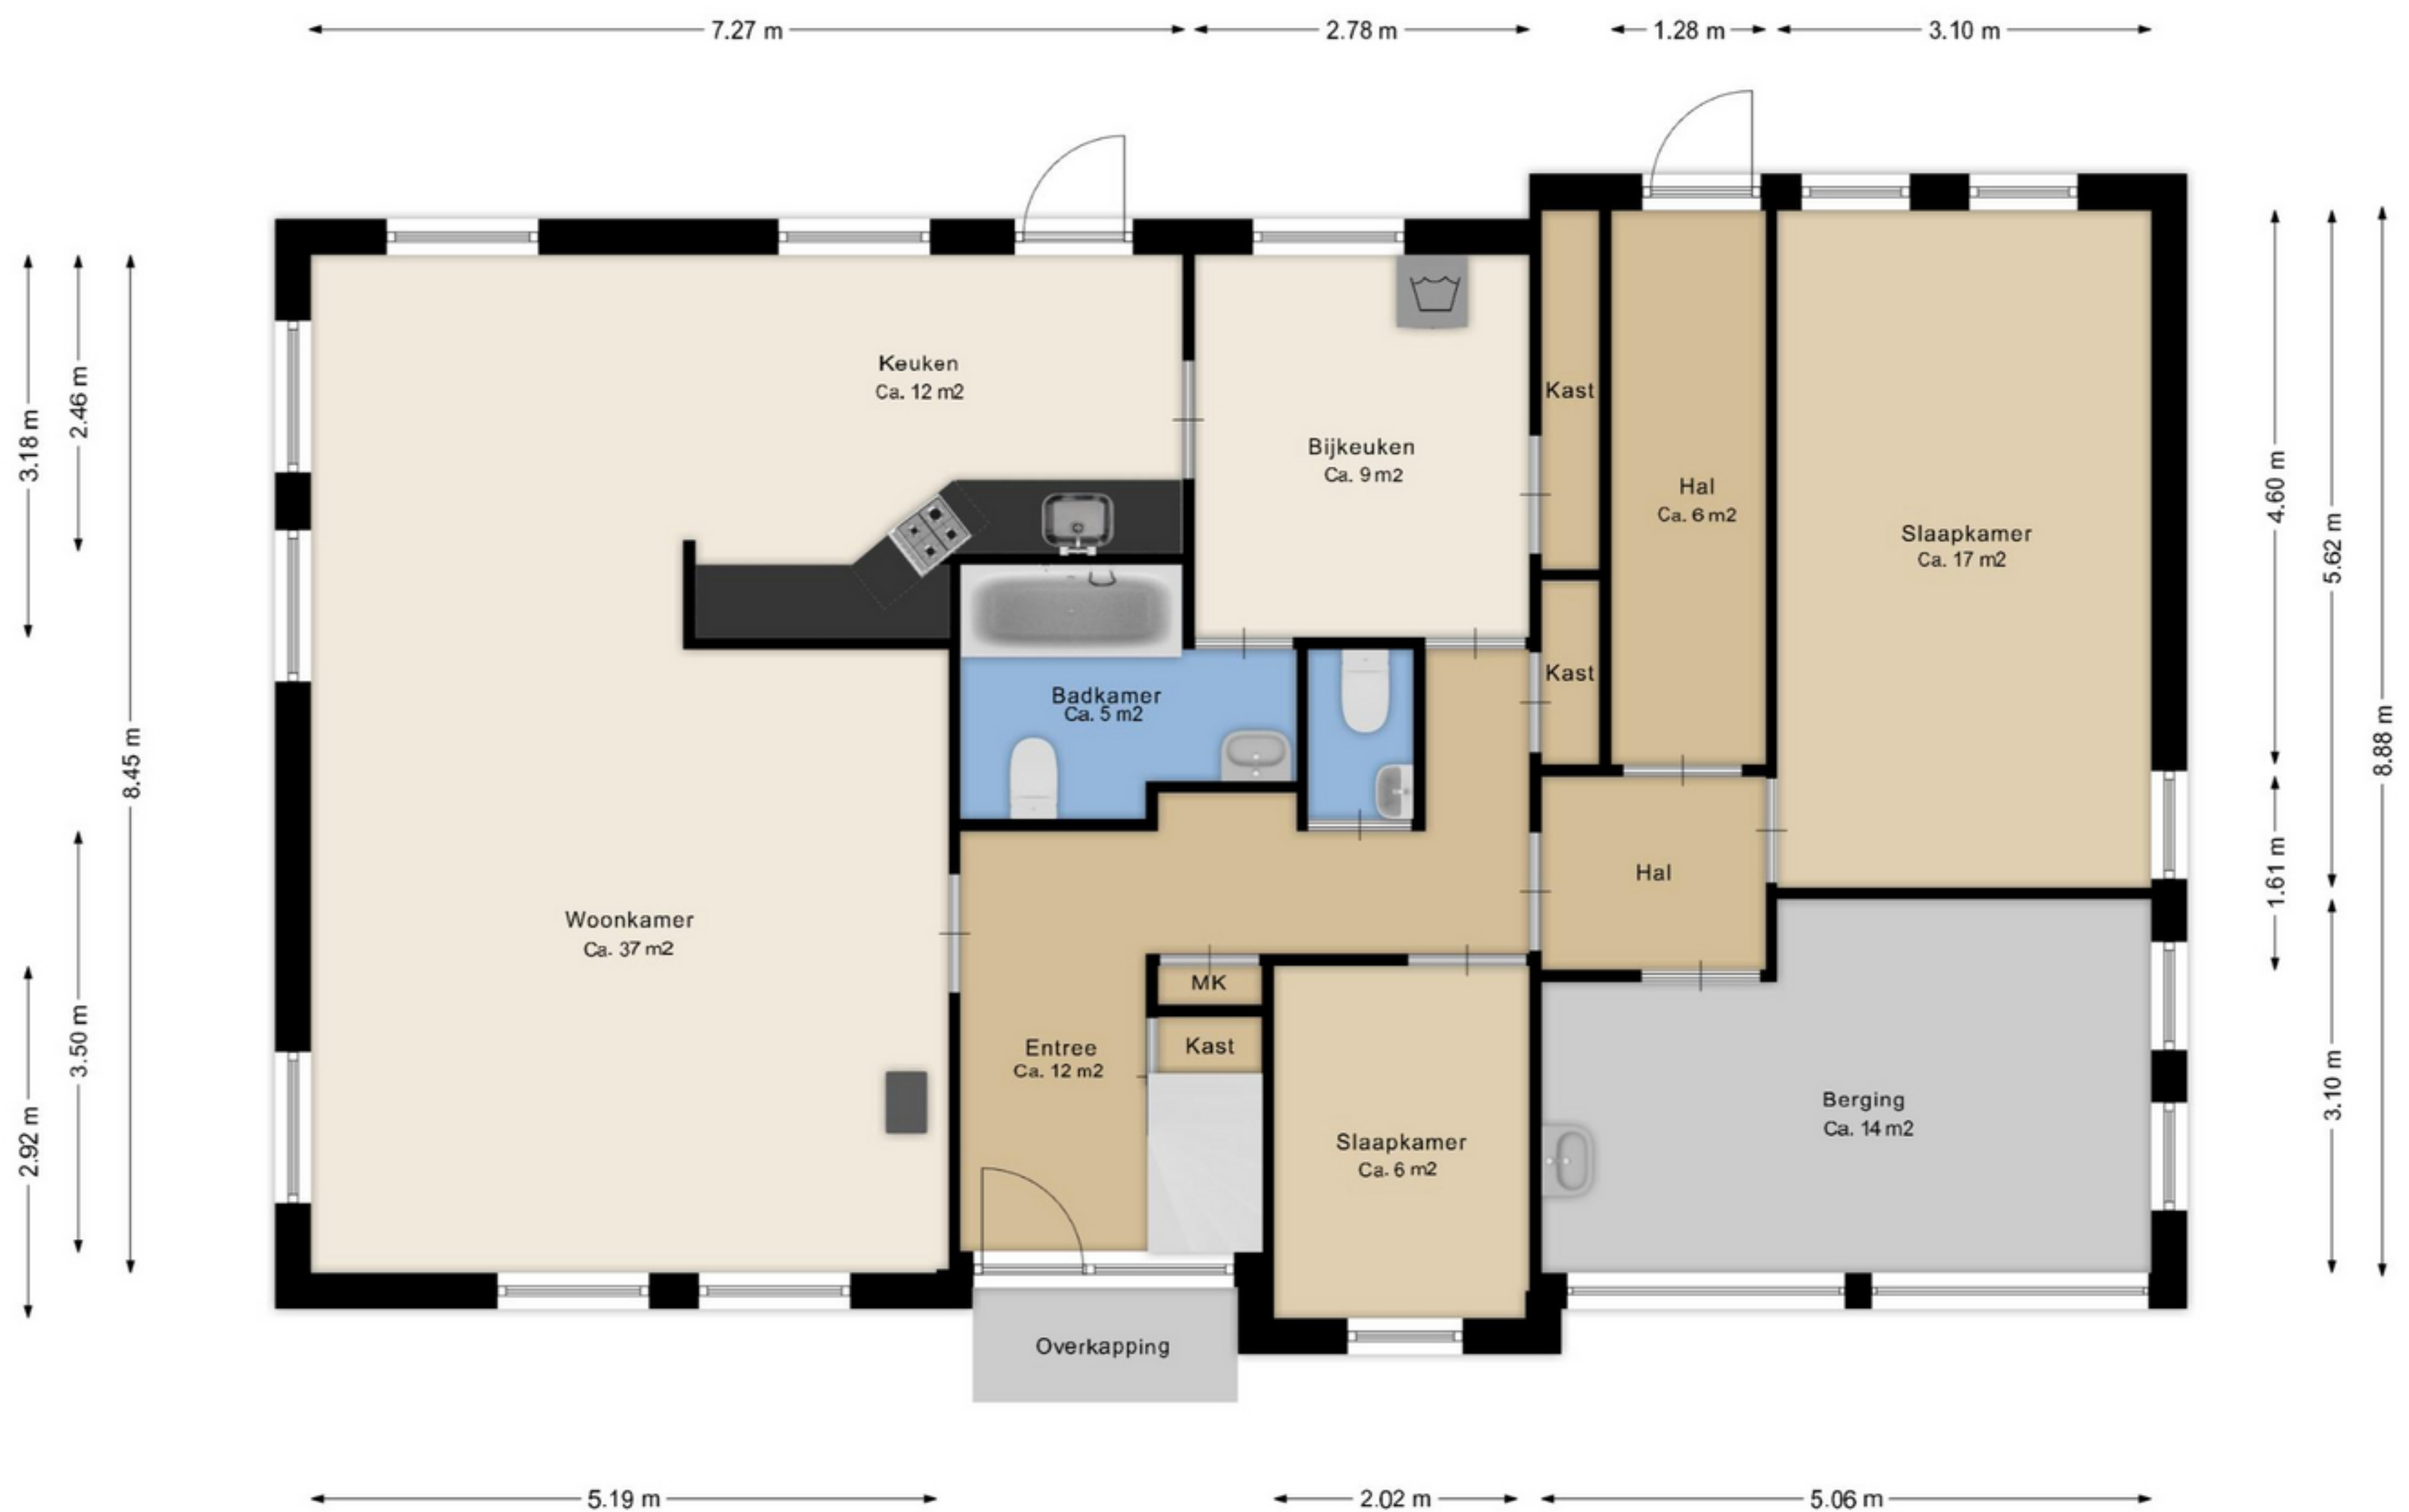 7.27 m
2.78 m
1.28 m
3.10 m
3.18 m
2.46 m
8.45 m
3.50 m
2.92 m
Keuken
Ca. 12 m2
Bijkeuken
Ca. 9 m2
Kast
Hal
Ca. 6 m2
Slaapkamer
Ca. 17 m2
Badkamer
Ca. 5 m2
Kast
Woonkamer
Ca. 37 m2
Hal
MK
Kast
Entree
Ca. 12 m2
Slaapkamer
Ca. 6 m2
Berging
Ca. 14 m2
Overkapping
4.60 m
5.62 m
8.88 m
1.61 m
3.10 m
5.19 m
2.02 m
5.06 m